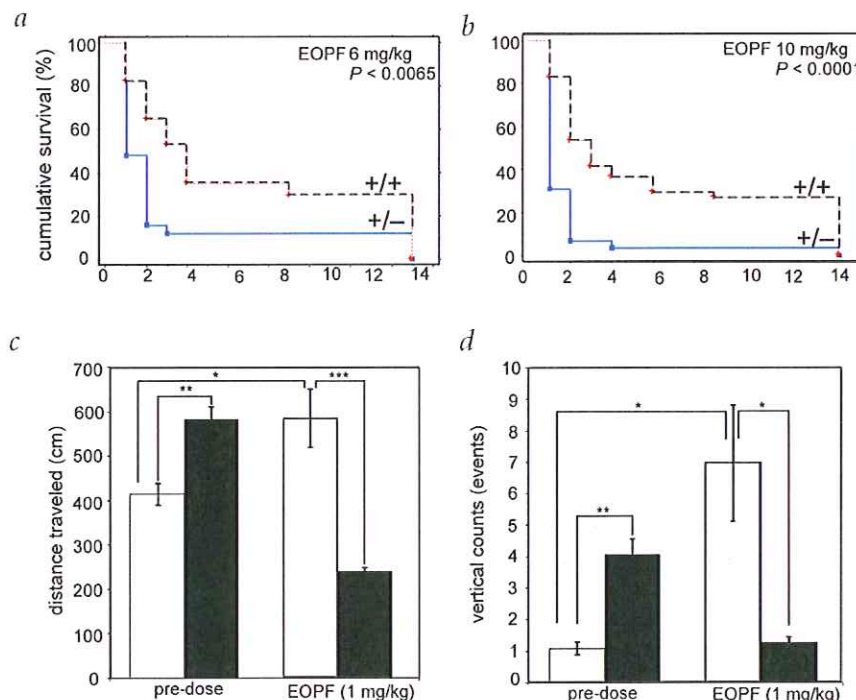 a
EOPF 6 mg/kg
P < 0.0065
cumulative survival (%)
100
80
60
40
20
0
+/+
+/−
0 2 4 6 8 10 12 14
b
EOPF 10 mg/kg
P < 0.0001
100
80
60
40
20
0
+/+
+/−
0 2 4 6 8 10 12 14
c
distance traveled (cm)
700
600
500
400
300
200
100
0
*
**
***
pre-dose EOPF (1 mg/kg)
d
vertical counts (events)
10
9
8
7
6
5
4
3
2
1
0
*
*
**
pre-dose EOPF (1 mg/kg)